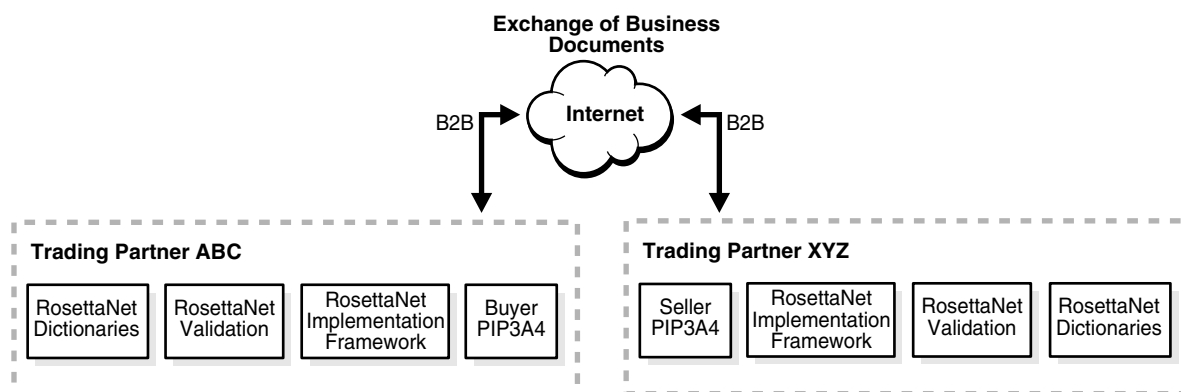 Exchange of Business
Documents
Internet
B2B
B2B
Trading Partner ABC
RosettaNet
Dictionaries
RosettaNet
Validation
RosettaNet
Implementation
Framework
Buyer
PIP3A4
Trading Partner XYZ
Seller
PIP3A4
RosettaNet
Implementation
Framework
RosettaNet
Validation
RosettaNet
Dictionaries